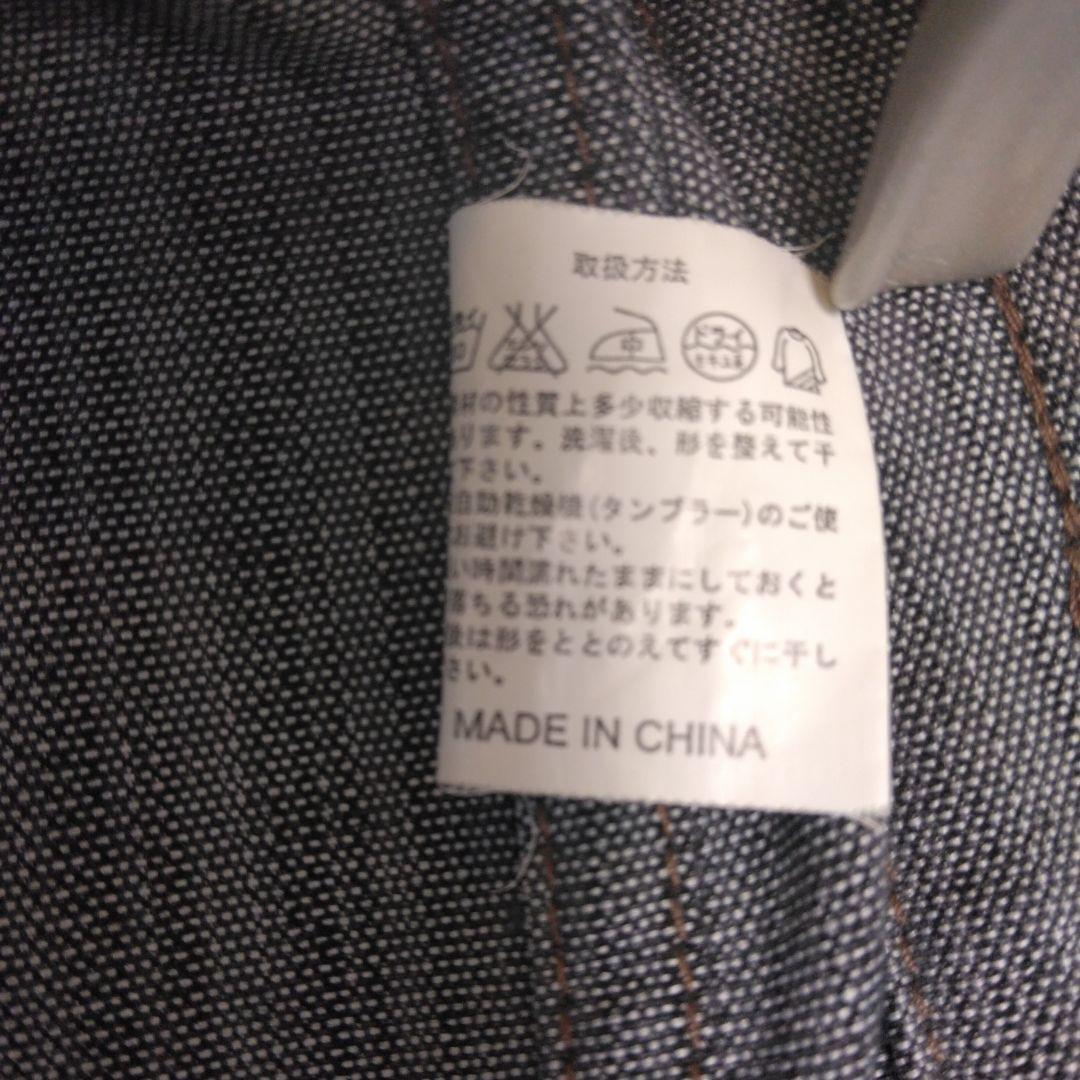 取扱方法
中
ドライ
材の性質上多少収縮する可能性
ります。洗濯後、形を整えて干
下さい。
自動乾燥機(タンブラー)のご使
お避け下さい。
い時間濡れたままにしておくと
落ちる恐れがあります。
後は形をととのえてすぐに干し
さい。
MADE IN CHINA